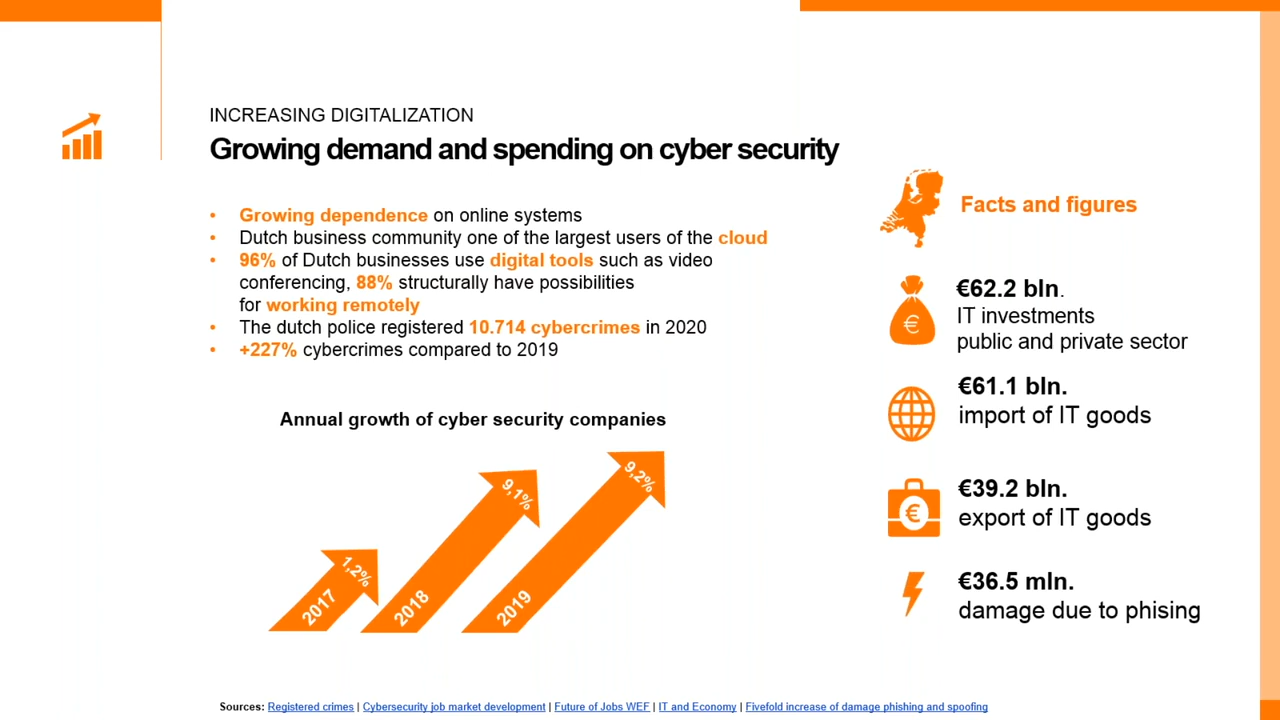 INCREASING DIGITALIZATION
Growing demand and spending on cyber security
• Growing dependence on online systems
• Dutch business community one of the largest users of the cloud
• 96% of Dutch businesses use digital tools such as video
conferencing, 88% structurally have possibilities
for working remotely
• The dutch police registered 10.714 cybercrimes in 2020
• +227% cybercrimes compared to 2019
Annual growth of cyber security companies
1,2%
2017
9,1%
2018
9,2%
2019
Facts and figures
€62.2 bln.
IT investments
public and private sector
€61.1 bln.
import of IT goods
€39.2 bln.
export of IT goods
€36.5 mln.
damage due to phising
Sources: Registered crimes | Cybersecurity job market development | Future of Jobs WEF | IT and Economy | Fivefold increase of damage phishing and spoofing